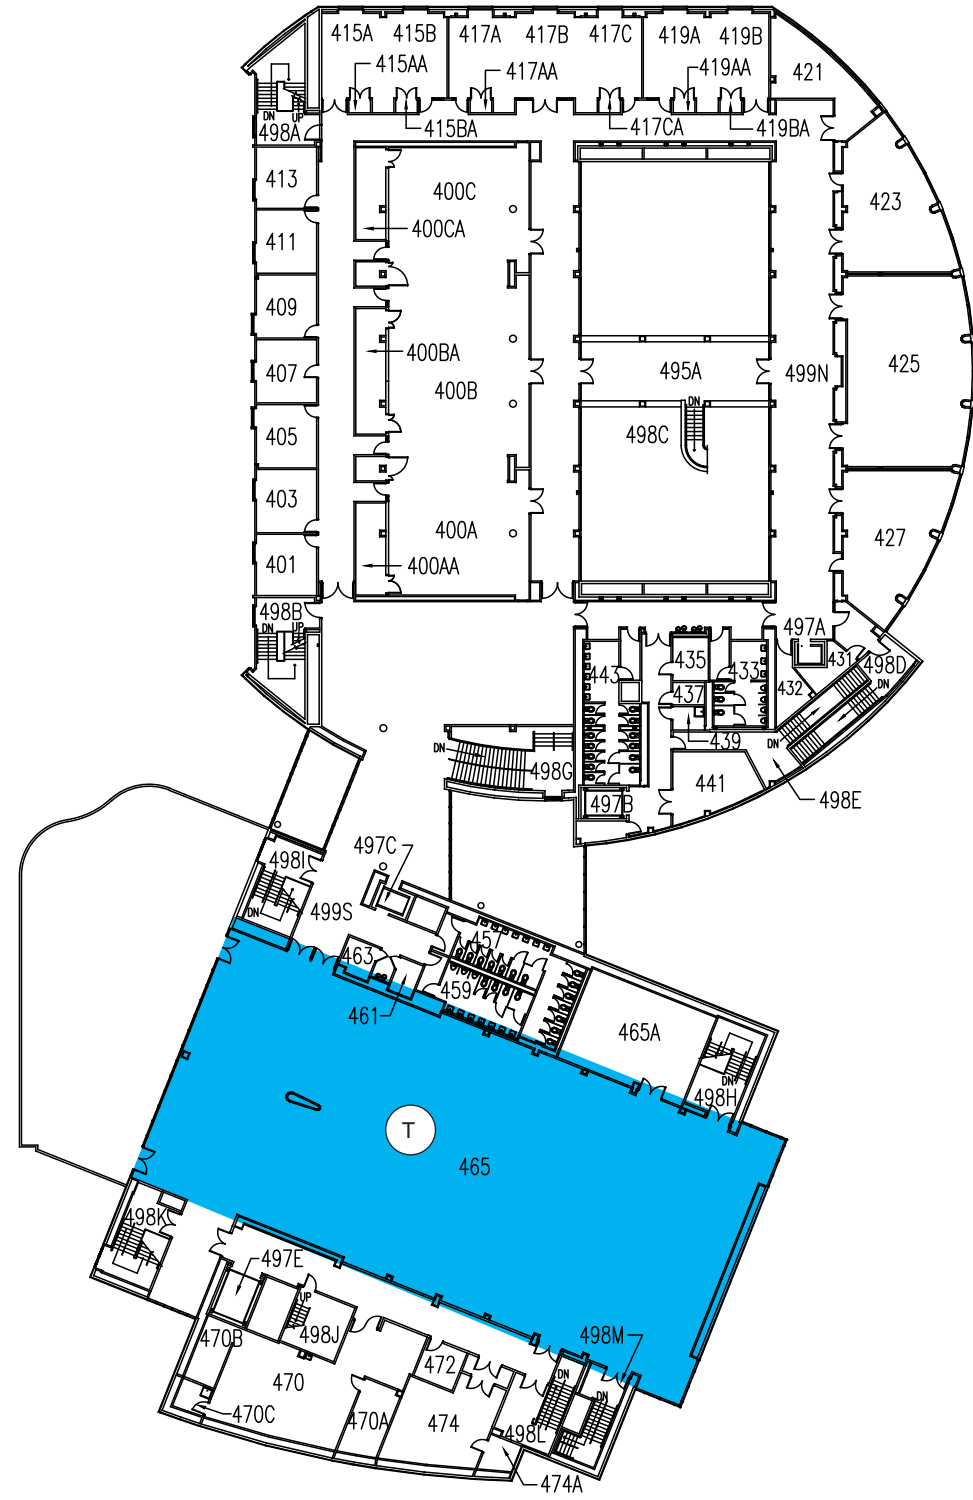 415A 415B 417A 417B 417C 419A 419B
415AA 417AA 419AA 421
DN UP
498A 415BA 417CA 419BA
413 400C 423
411 400CA
409
407 400BA 495A 499N 425
400B
DN
405 498C
403
400A 427
401 400AA
498B
DN UP
497A
443 435 433 431 498D
DN
437 432
439
DN DN
498G 441
497B 498E
497C
498I
DN 499S
457
463 459
461 465A
DN
498H
T
465
498K
DN
497E
UP
498J 498M
470B 472
DN DN
470
470C 470A 474 498L
474A